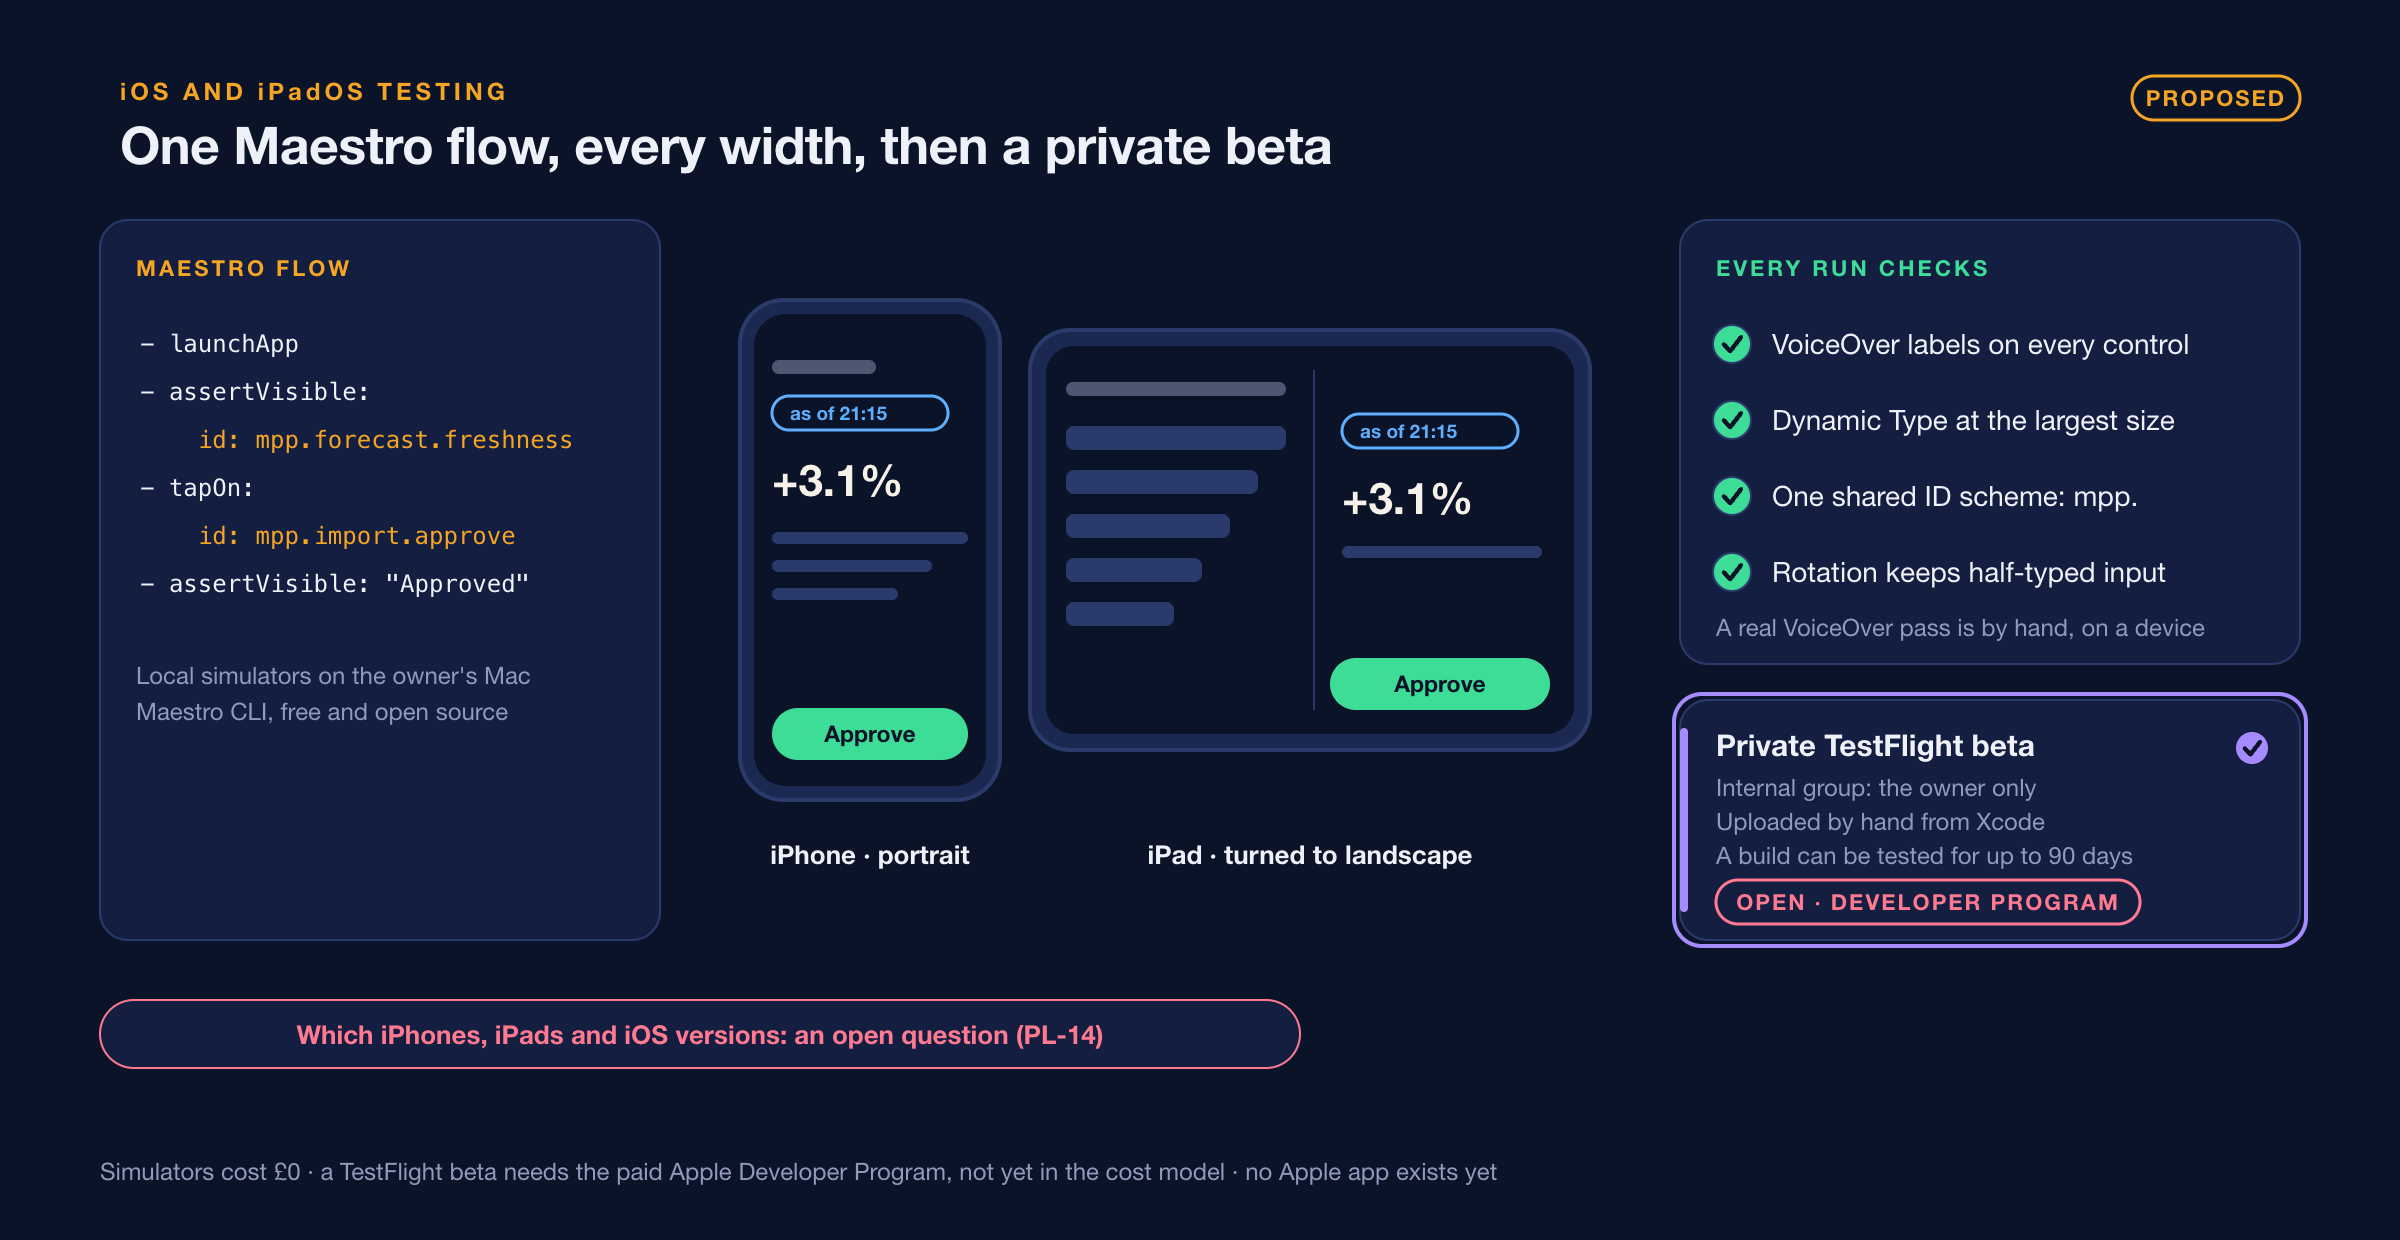 iOS AND iPadOS TESTING
PROPOSED
One Maestro flow, every width, then a private beta
MAESTRO FLOW
– launchApp
– assertVisible:
id: mpp.forecast.freshness
– tapOn:
id: mpp.import.approve
– assertVisible: "Approved"
Local simulators on the owner's Mac
Maestro CLI, free and open source
as of 21:15
+3.1%
Approve
iPhone · portrait
as of 21:15
+3.1%
Approve
iPad · turned to landscape
EVERY RUN CHECKS
VoiceOver labels on every control
Dynamic Type at the largest size
One shared ID scheme: mpp.
Rotation keeps half-typed input
A real VoiceOver pass is by hand, on a device
Private TestFlight beta
Internal group: the owner only
Uploaded by hand from Xcode
A build can be tested for up to 90 days
OPEN · DEVELOPER PROGRAM
Which iPhones, iPads and iOS versions: an open question (PL-14)
Simulators cost £0 · a TestFlight beta needs the paid Apple Developer Program, not yet in the cost model · no Apple app exists yet